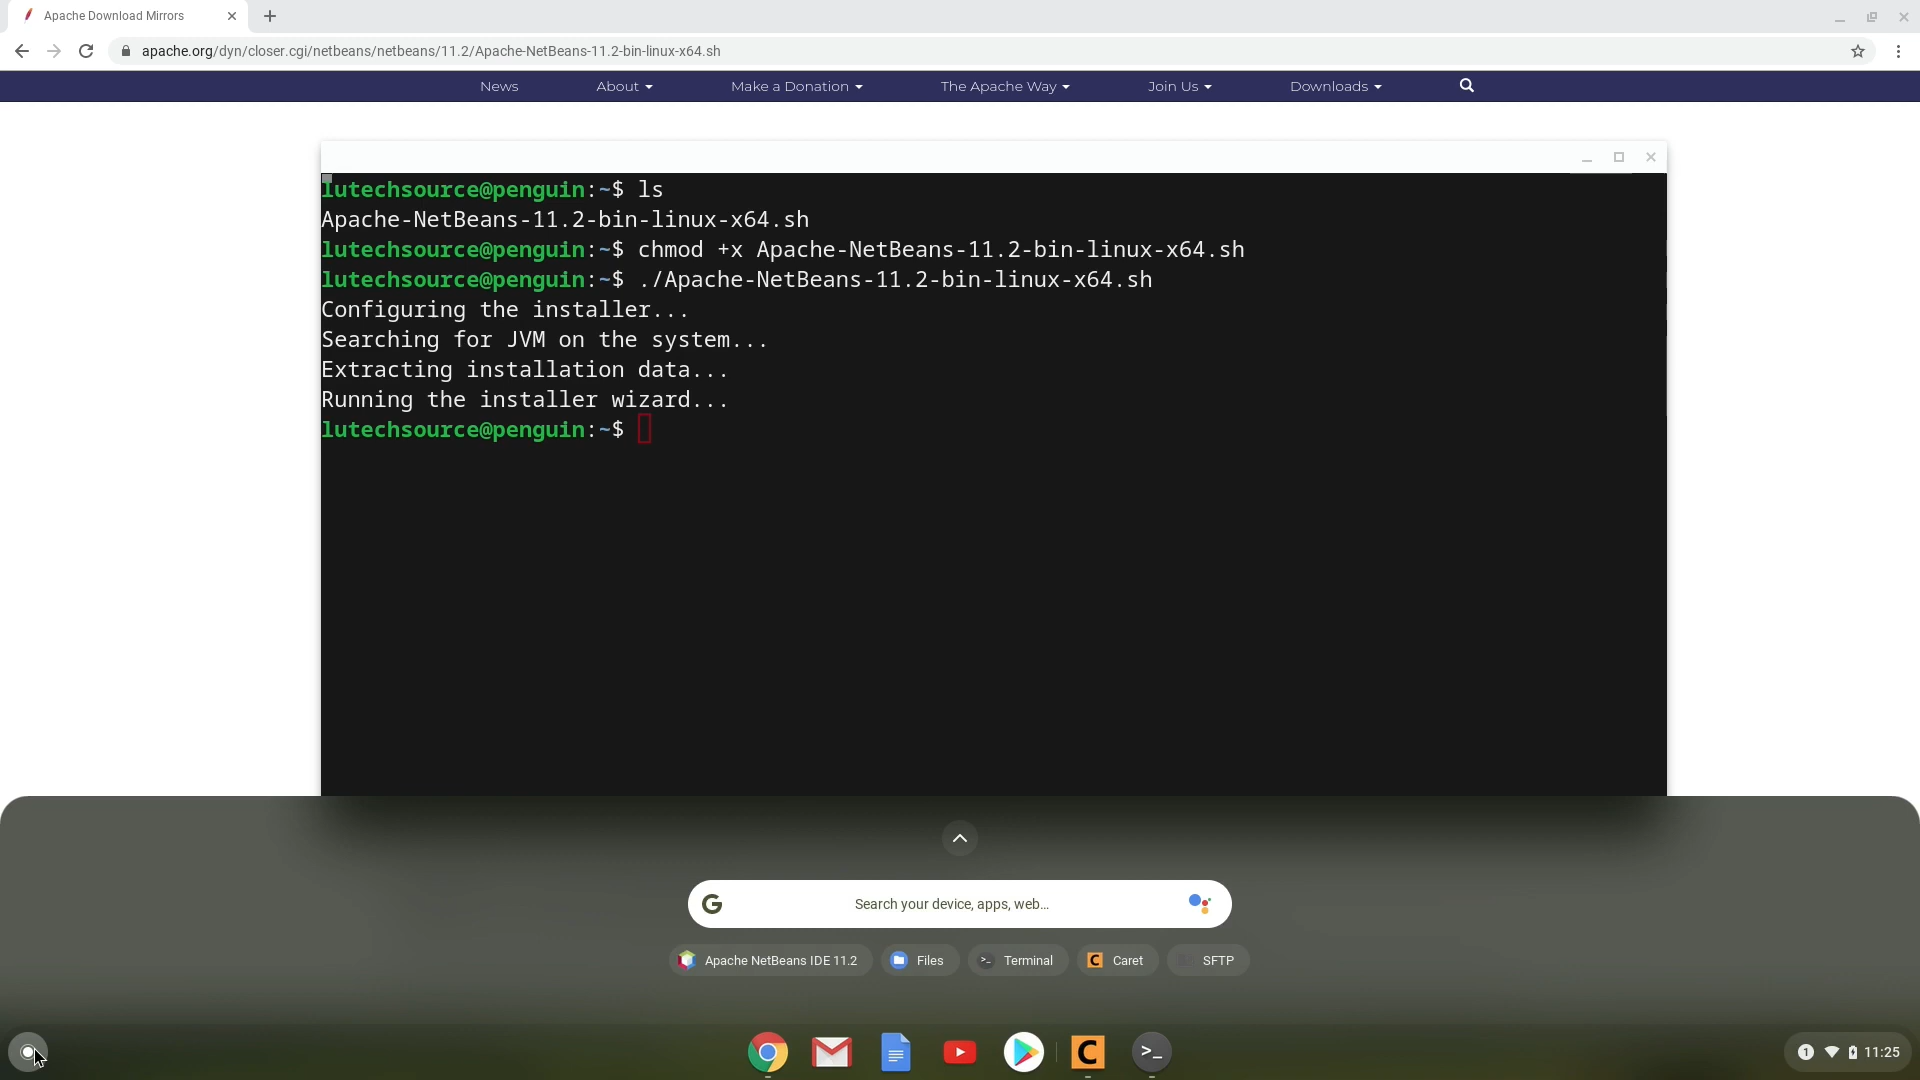 Apache Download Mirrors
apache.org/dyn/closer.cgi/netbeans/netbeans/11.2/Apache-NetBeans-11.2-bin-linux-x64.sh
News About Make a Donation The Apache Way Join Us Downloads
lutechsource@penguin:~$ ls
Apache-NetBeans-11.2-bin-linux-x64.sh
lutechsource@penguin:~$ chmod +x Apache-NetBeans-11.2-bin-linux-x64.sh
lutechsource@penguin:~$ ./Apache-NetBeans-11.2-bin-linux-x64.sh
Configuring the installer...
Searching for JVM on the system...
Extracting installation data...
Running the installer wizard...
lutechsource@penguin:~$
G Search your device, apps, web...
Apache NetBeans IDE 11.2 >_ C Files Terminal Caret SFTP
C >_ 1 11:25